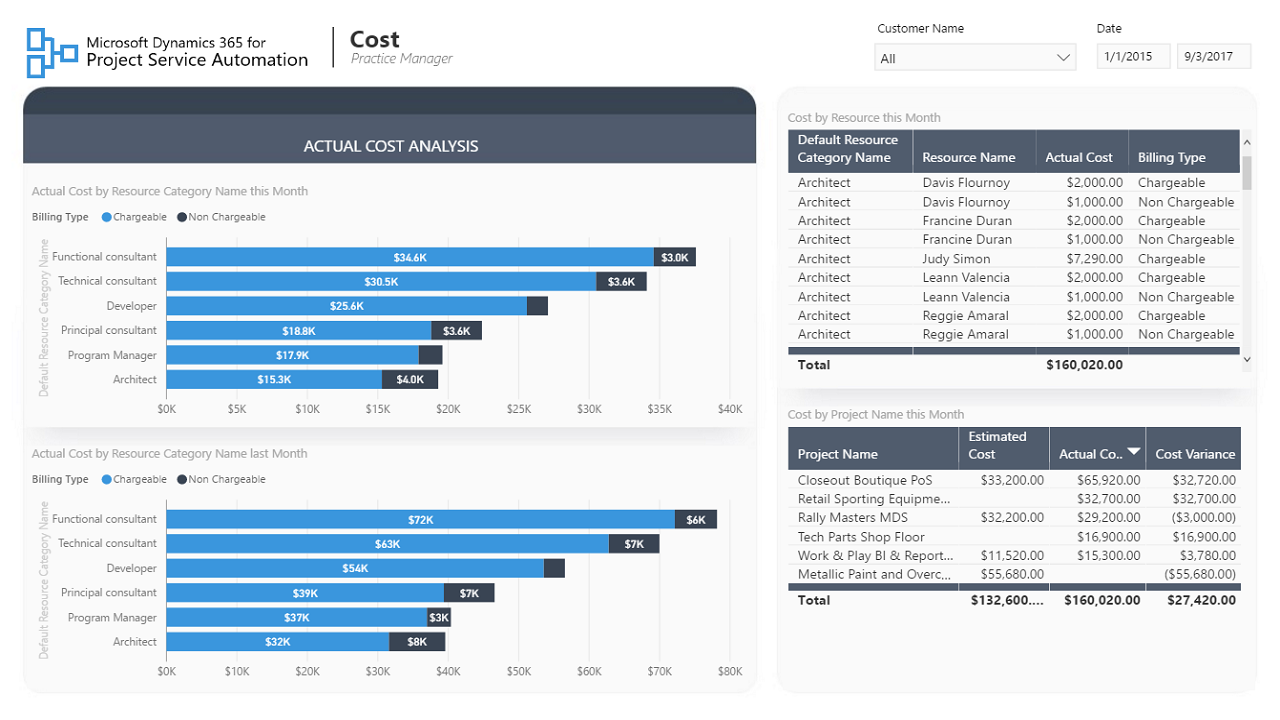 Microsoft Dynamics 365 for
Project Service Automation
Cost
Practice Manager
Customer Name
All
Date
1/1/2015 9/3/2017
ACTUAL COST ANALYSIS
Actual Cost by Resource Category Name this Month
Billing Type Chargeable Non Chargeable
Default Resource Category Name
Functional consultant $34.6K $3.0K
Technical consultant $30.5K $3.6K
Developer $25.6K
Principal consultant $18.8K $3.6K
Program Manager $17.9K
Architect $15.3K $4.0K
$0K $5K $10K $15K $20K $25K $30K $35K $40K
Actual Cost by Resource Category Name last Month
Billing Type Chargeable Non Chargeable
Default Resource Category Name
Functional consultant $72K $6K
Technical consultant $63K $7K
Developer $54K
Principal consultant $39K $7K
Program Manager $37K $3K
Architect $32K $8K
$0K $10K $20K $30K $40K $50K $60K $70K $80K
Cost by Resource this Month
Default Resource
Category Name Resource Name Actual Cost Billing Type
Architect Davis Flournoy $2,000.00 Chargeable
Architect Davis Flournoy $1,000.00 Non Chargeable
Architect Francine Duran $2,000.00 Chargeable
Architect Francine Duran $1,000.00 Non Chargeable
Architect Judy Simon $7,290.00 Chargeable
Architect Leann Valencia $2,000.00 Chargeable
Architect Leann Valencia $1,000.00 Non Chargeable
Architect Reggie Amaral $2,000.00 Chargeable
Architect Reggie Amaral $1,000.00 Non Chargeable
Total $160,020.00
Cost by Project Name this Month
Estimated
Project Name Cost Actual Co.. Cost Variance
Closeout Boutique PoS $33,200.00 $65,920.00 $32,720.00
Retail Sporting Equipme... $32,700.00 $32,700.00
Rally Masters MDS $32,200.00 $29,200.00 ($3,000.00)
Tech Parts Shop Floor $16,900.00 $16,900.00
Work & Play BI & Report... $11,520.00 $15,300.00 $3,780.00
Metallic Paint and Overc... $55,680.00 ($55,680.00)
Total $132,600.... $160,020.00 $27,420.00